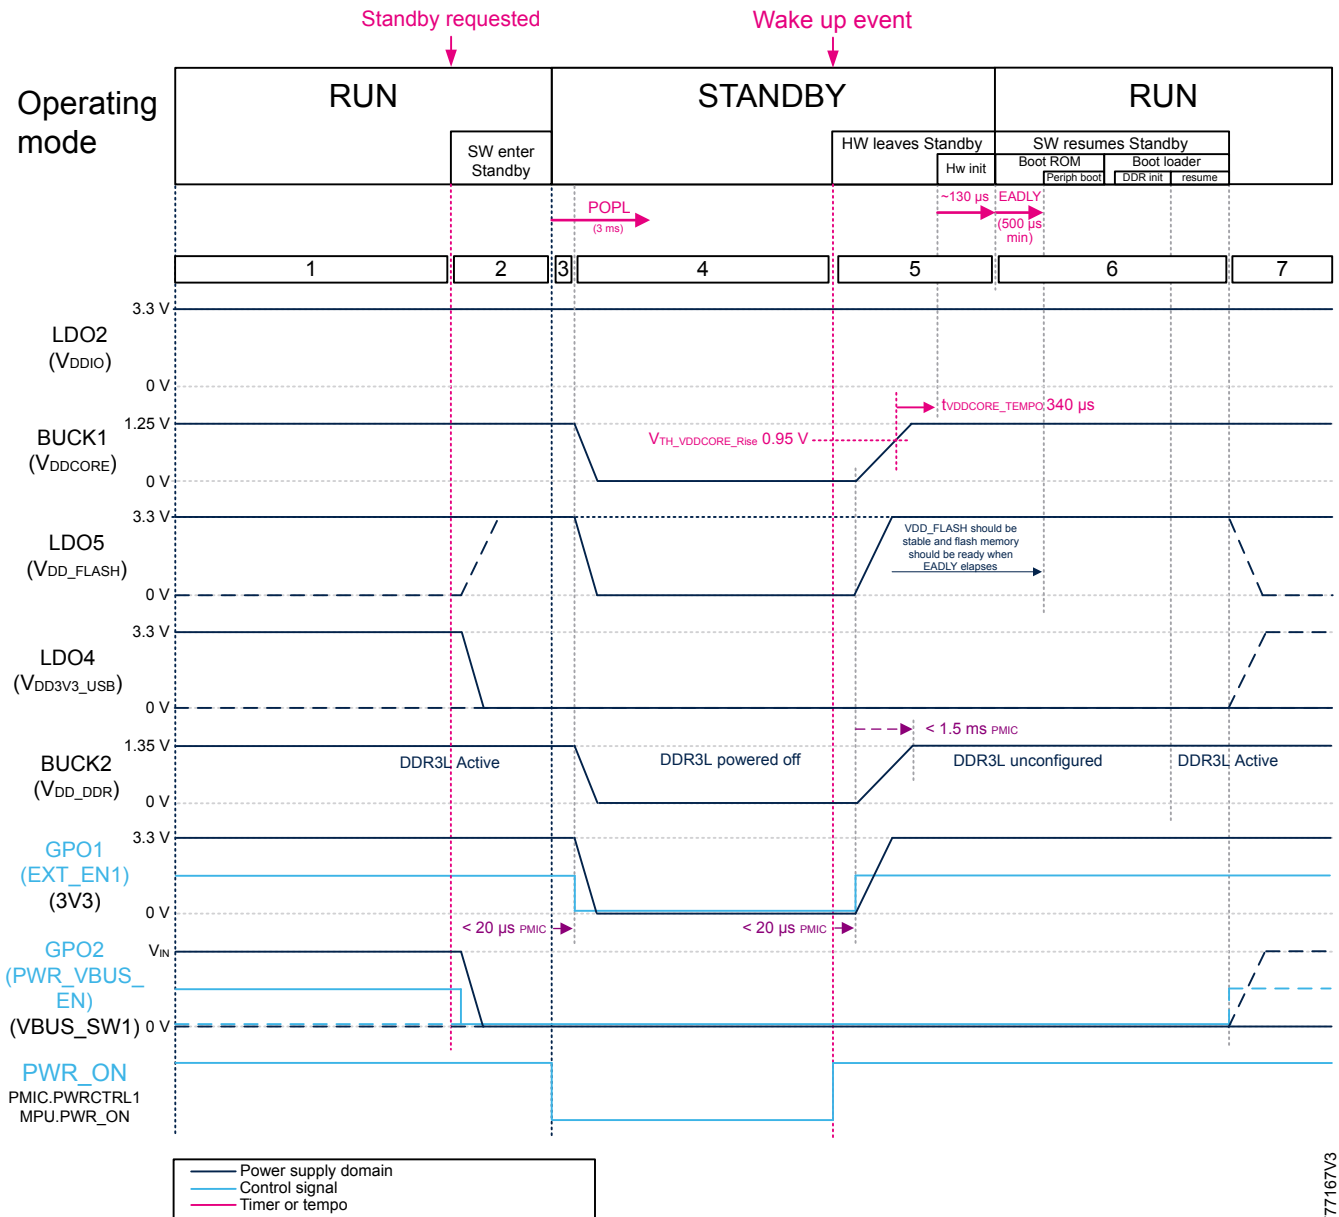 Standby requested
Wake up event
Operating
mode
RUN
STANDBY
RUN
SW enter
Standby
HW leaves Standby
Hw init
SW resumes Standby
Boot ROM
Boot loader
Periph boot
DDR init
resume
POPL
(3 ms)
~130 µs
EADLY
(500 µs
min)
1
2
3
4
5
6
7
3.3 V
LDO2
(VDDIO)
0 V
1.25 V
BUCK1
(VDDCORE)
0 V
tVDDCORE_TEMPO 340 µs
VTH_VDDCORE_Rise 0.95 V
3.3 V
LDO5
(VDD_FLASH)
0 V
VDD_FLASH should be
stable and flash memory
should be ready when
EADLY elapses
3.3 V
LDO4
(VDD3V3_USB)
0 V
< 1.5 ms PMIC
1.35 V
BUCK2
(VDD_DDR)
0 V
DDR3L Active
DDR3L powered off
DDR3L unconfigured
DDR3L Active
3.3 V
GPO1
(EXT_EN1)
(3V3)
0 V
< 20 µs PMIC
< 20 µs PMIC
GPO2
(PWR_VBUS_
EN)
(VBUS_SW1)
VIN
0 V
PWR_ON
PMIC.PWRCTRL1
MPU.PWR_ON
Power supply domain
Control signal
Timer or tempo
77167V3